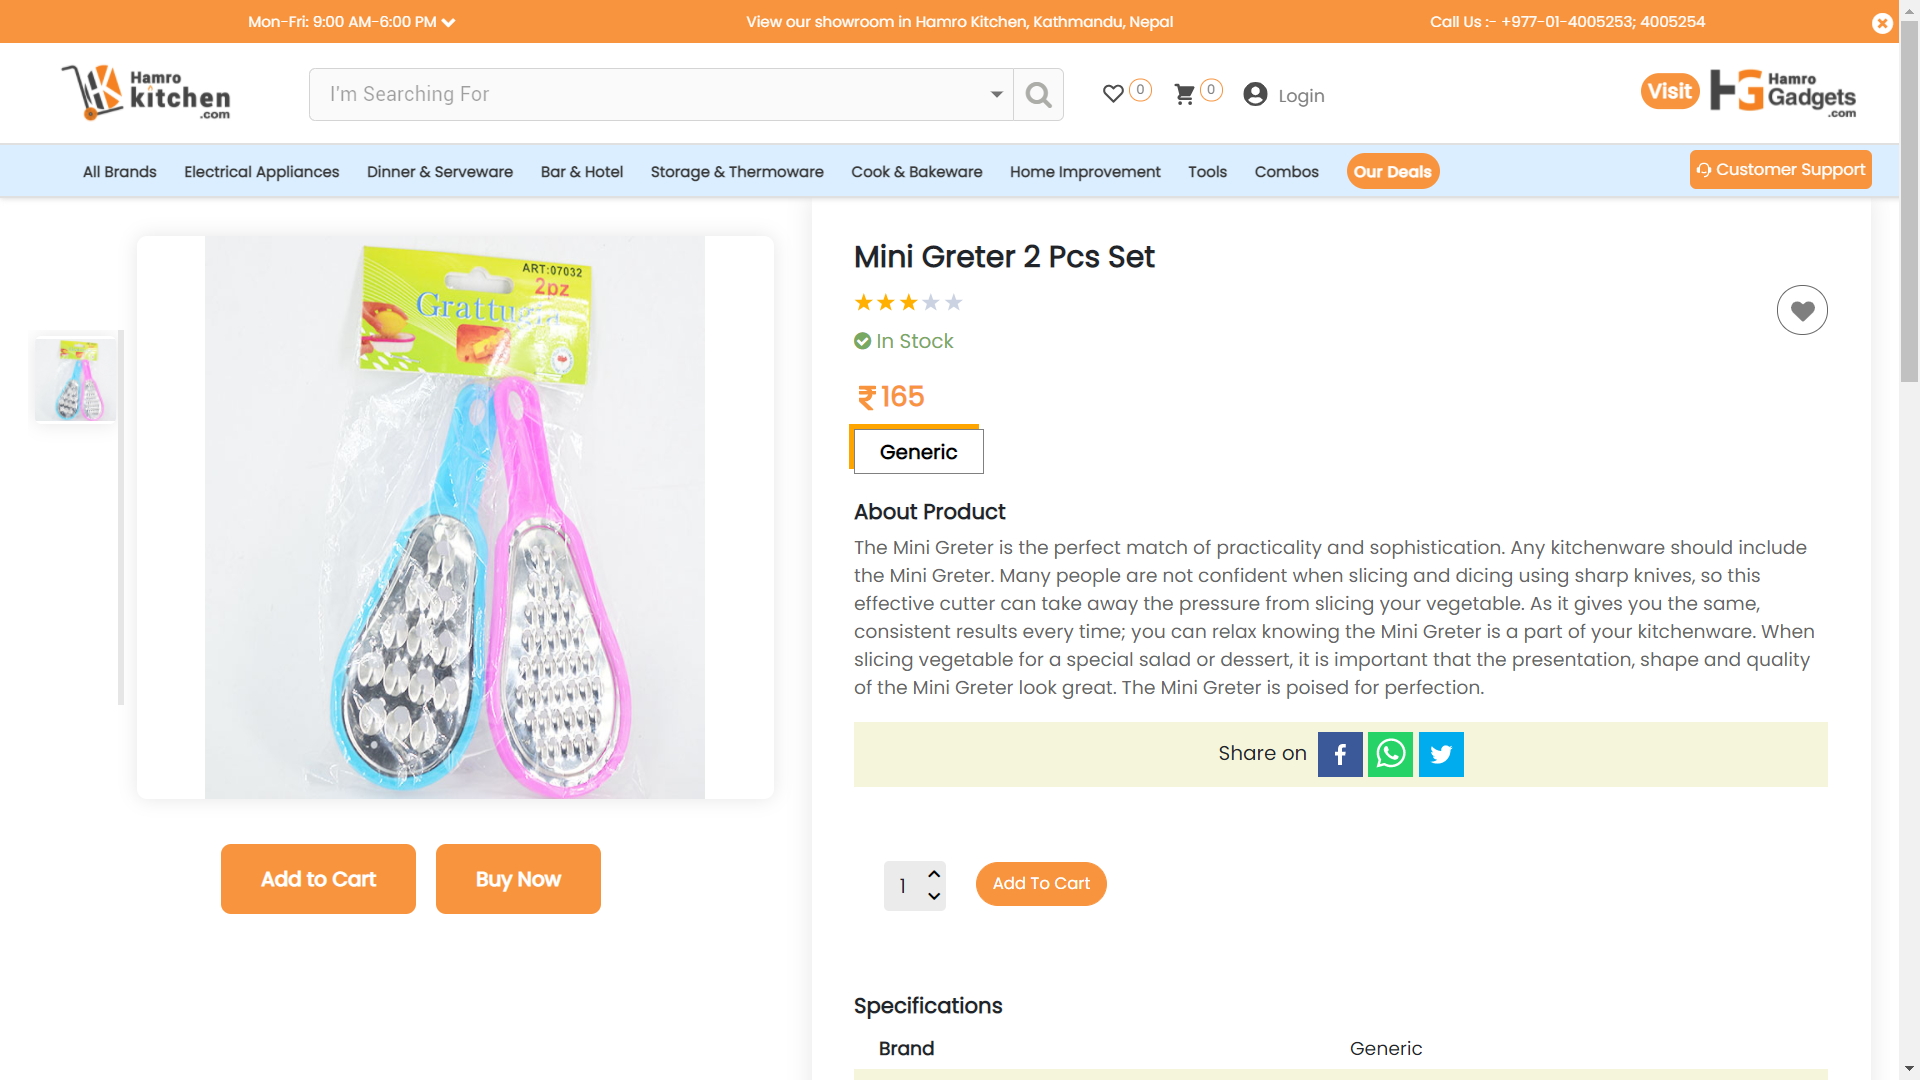 Mon-Fri: 9:00 AM-6:00 PM
View our showroom in Hamro Kitchen, Kathmandu, Nepal
Call Us :- +977-01-4005253; 4005254
Hamro
kitchen
.com
I'm Searching For
0
0
Login
Visit
HG
Hamro
Gadgets
.com
All Brands
Electrical Appliances
Dinner & Serveware
Bar & Hotel
Storage & Thermoware
Cook & Bakeware
Home Improvement
Tools
Combos
Our Deals
Customer Support
ART:07032
2pz
Grattugia
Mini Greter 2 Pcs Set
In Stock
₹165
Generic
About Product
The Mini Greter is the perfect match of practicality and sophistication. Any kitchenware should include
the Mini Greter. Many people are not confident when slicing and dicing using sharp knives, so this
effective cutter can take away the pressure from slicing your vegetable. As it gives you the same,
consistent results every time; you can relax knowing the Mini Greter is a part of your kitchenware. When
slicing vegetable for a special salad or dessert, it is important that the presentation, shape and quality
of the Mini Greter look great. The Mini Greter is poised for perfection.
Share on
Add to Cart
Buy Now
1
Add To Cart
Specifications
Brand
Generic